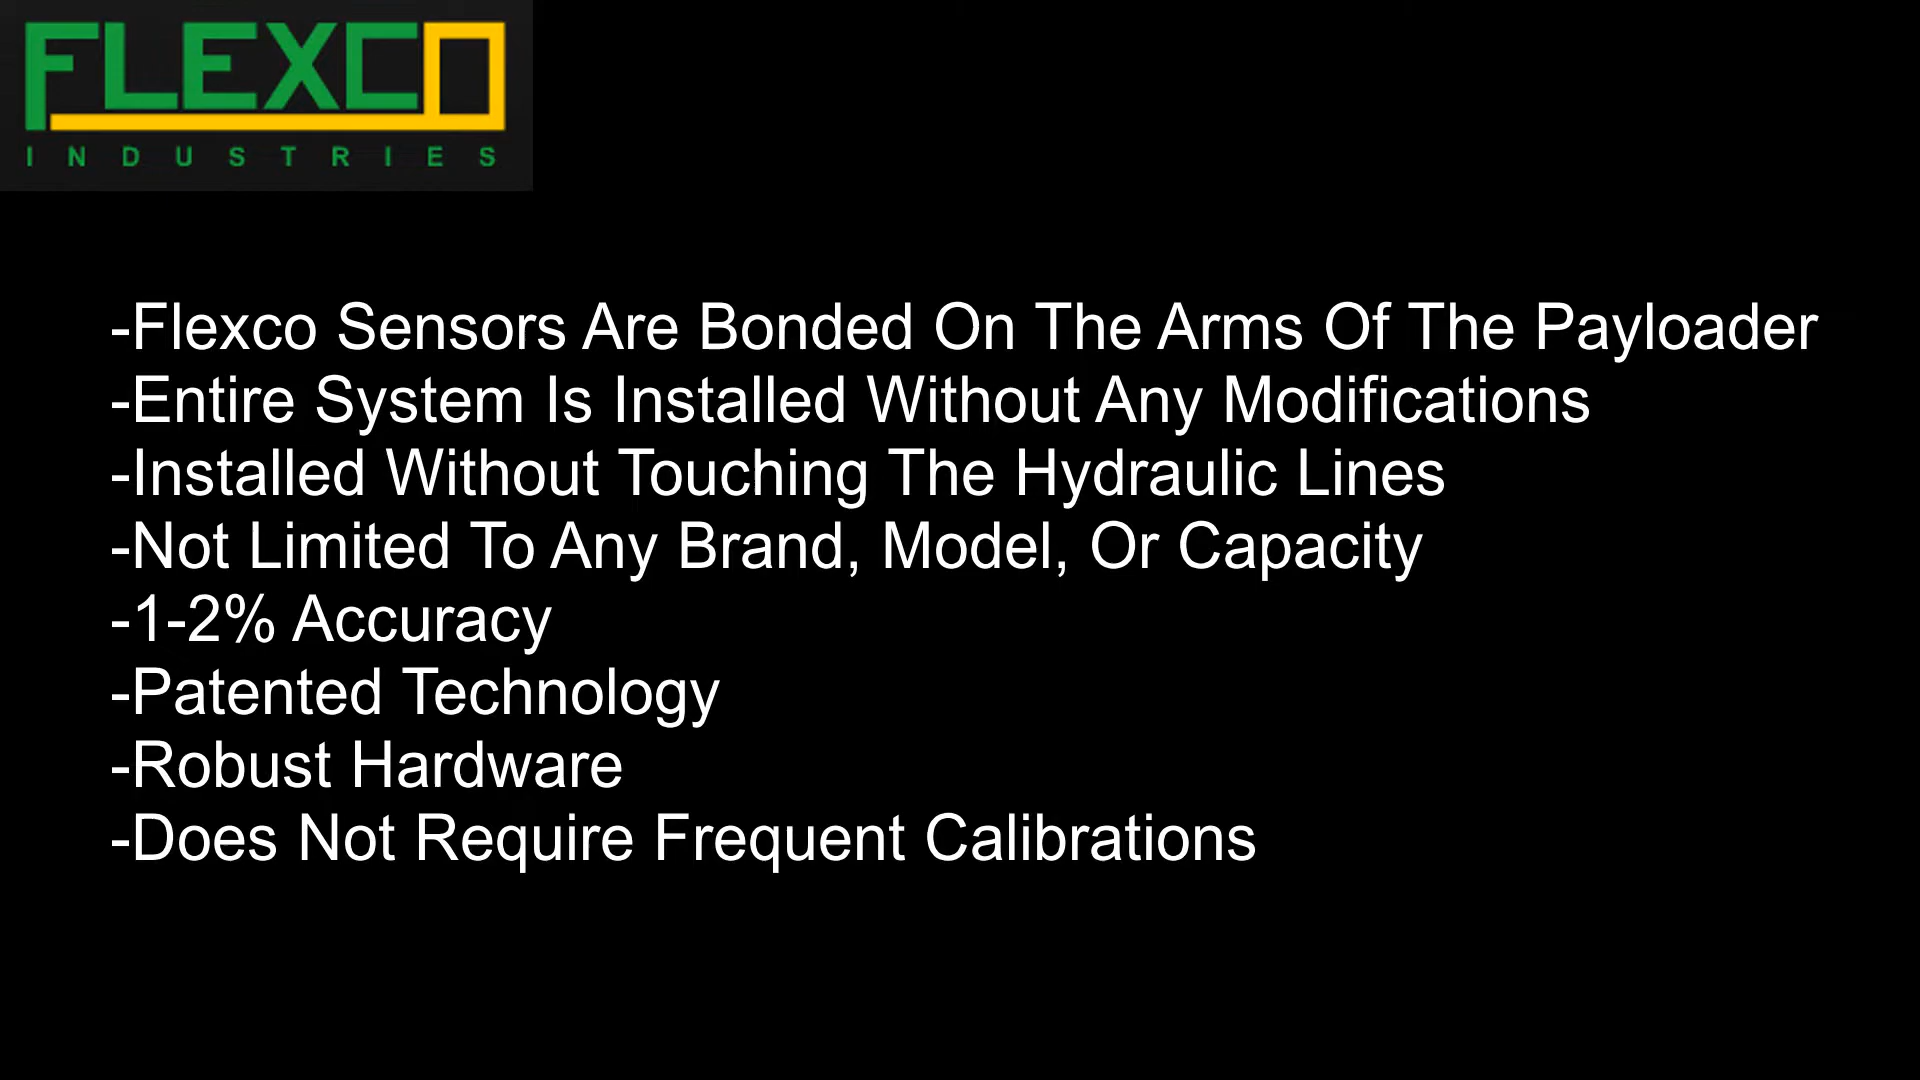 FLEXCO
INDUSTRIES
-Flexco Sensors Are Bonded On The Arms Of The Payloader
-Entire System Is Installed Without Any Modifications
-Installed Without Touching The Hydraulic Lines
-Not Limited To Any Brand, Model, Or Capacity
-1-2% Accuracy
-Patented Technology
-Robust Hardware
-Does Not Require Frequent Calibrations